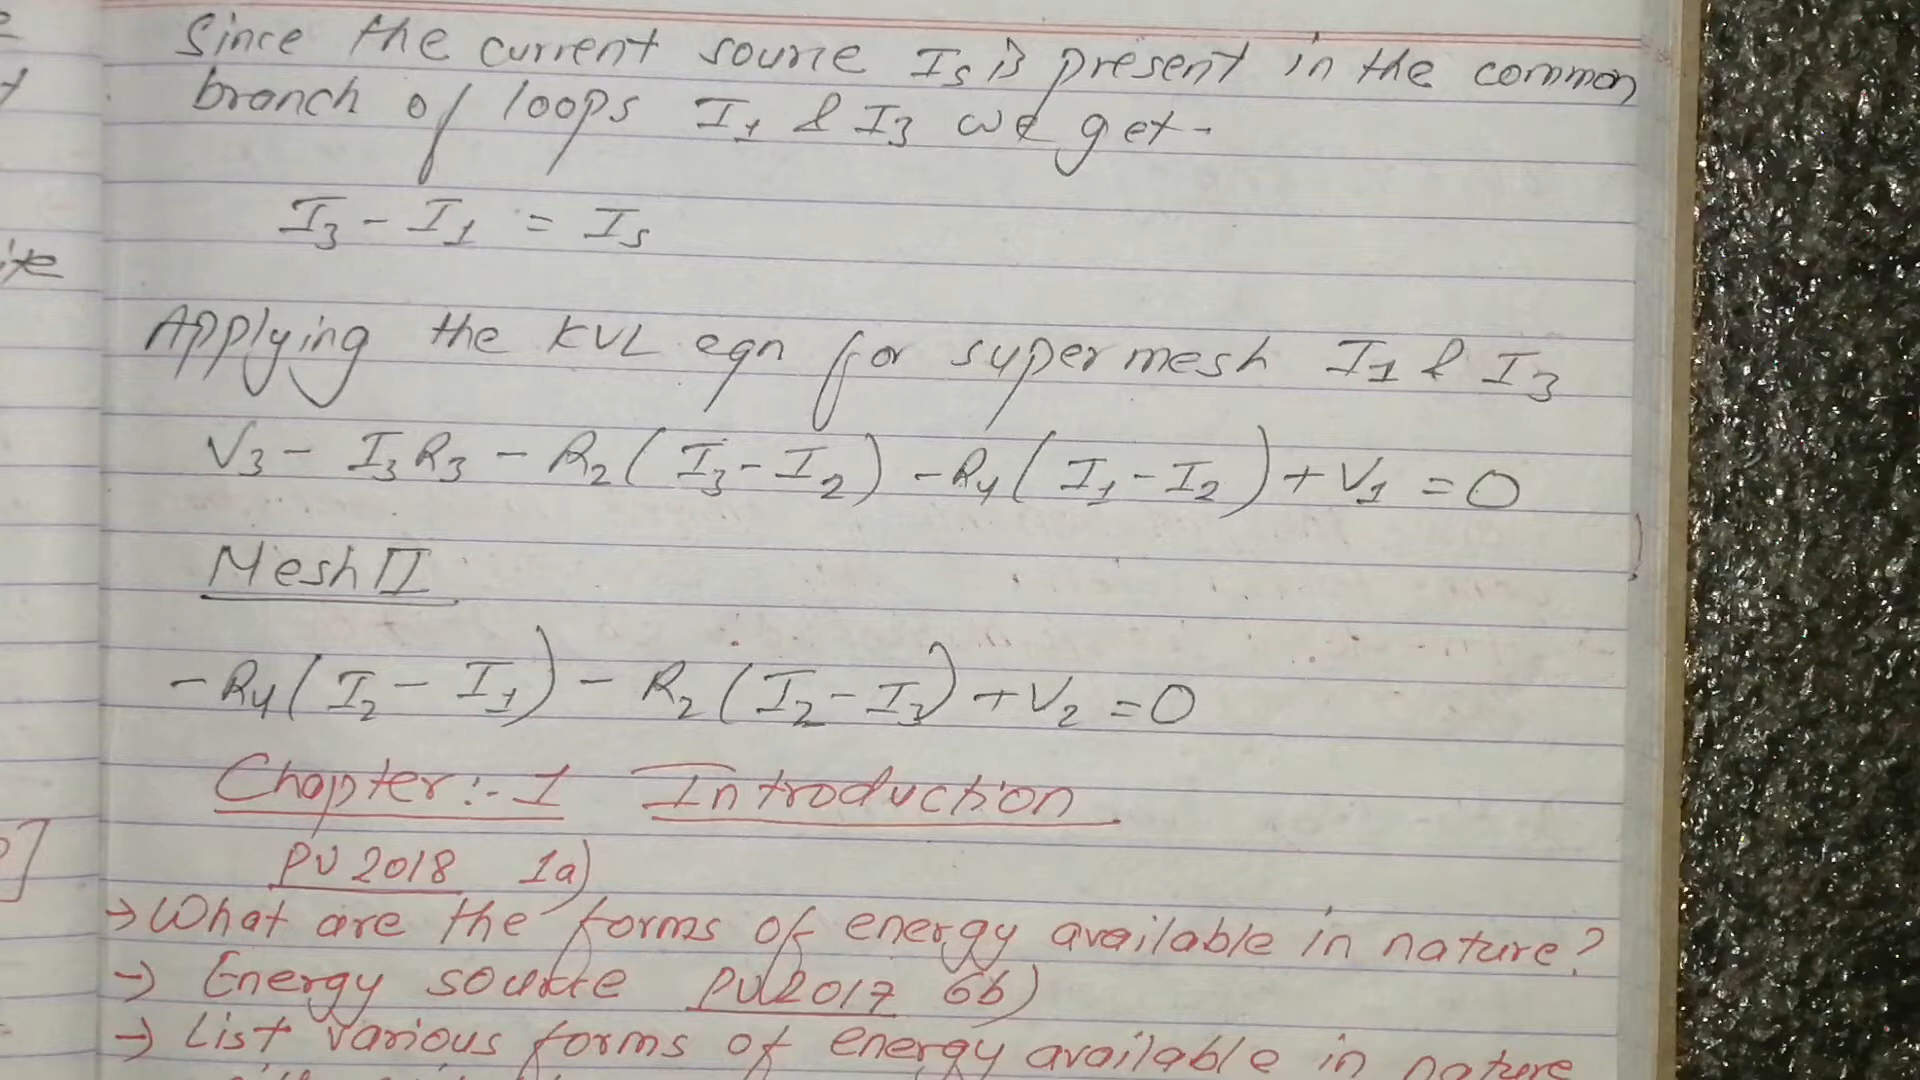 Since the current source Is is present in the common
branch of loops I1 & I3 we get-
I3 - I1 = Is
Applying the KVL eqn for supermesh I1 & I3
V3 - I3R3 - R2(I3-I2) - R4(I1-I2) + V1 = 0
Mesh II
-R4(I2 - I1) - R2(I2-I3) + V2 = 0
Chapter:- 1 Introduction
PU 2018 1a)
→ What are the forms of energy available in nature?
→ Energy source PU2017 6b)
→ List various forms of energy available in nature